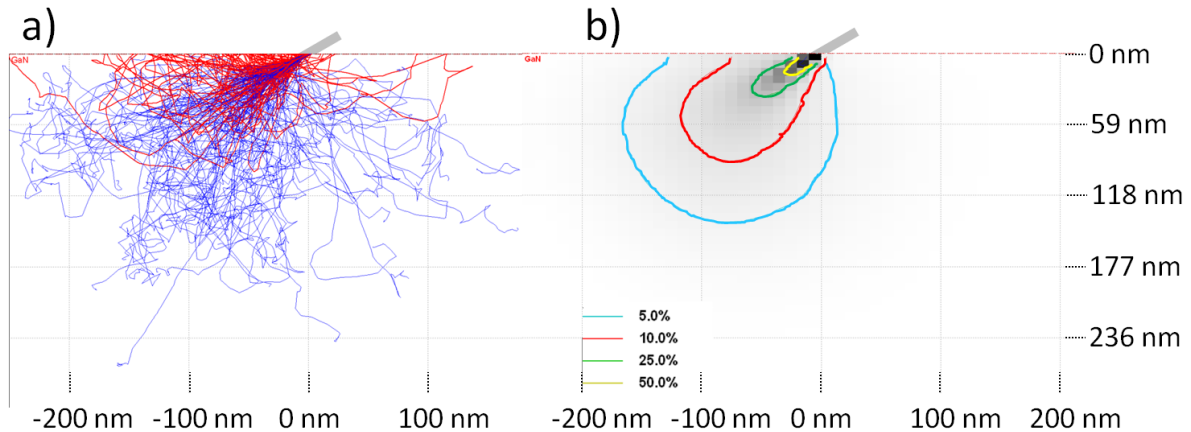 a)
b)
GaN
GaN
0 nm
59 nm
118 nm
177 nm
236 nm
5.0%
10.0%
25.0%
50.0%
-200 nm -100 nm 0 nm 100 nm
-200 nm -100 nm 0 nm 100 nm 200 nm